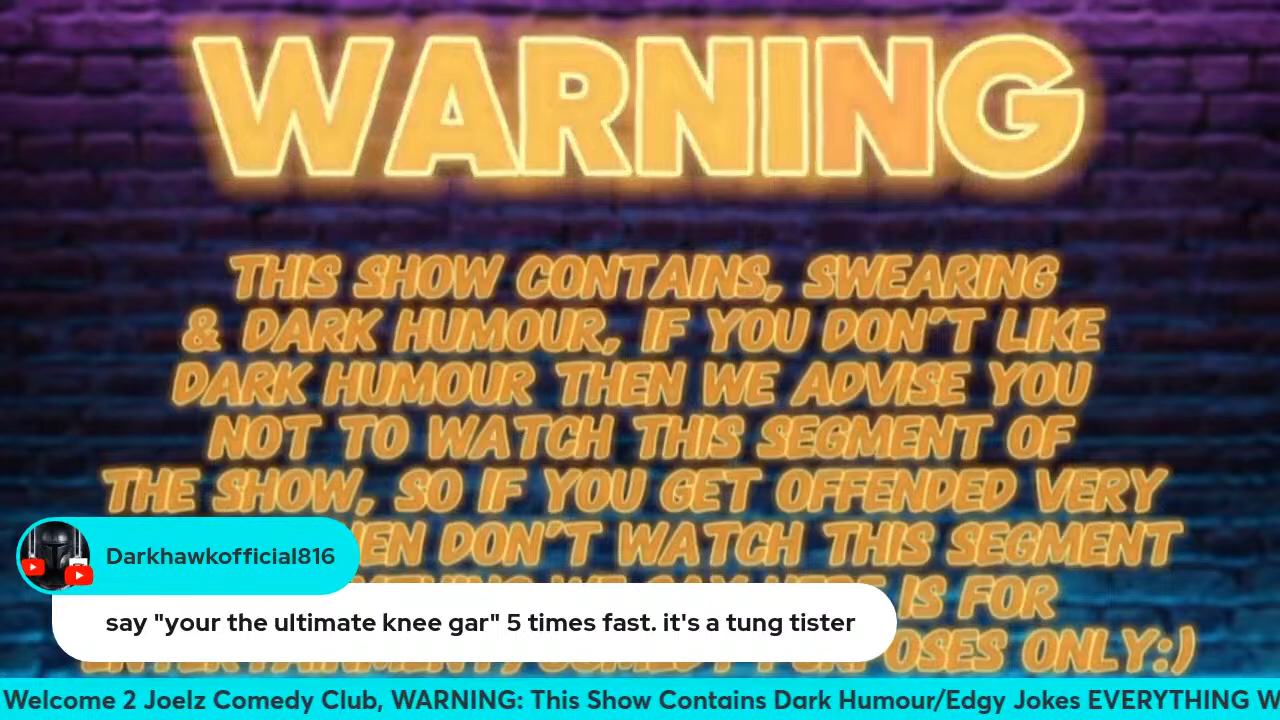 WARNING
THIS SHOW CONTAINS, SWEARING
& DARK HUMOUR, IF YOU DON'T LIKE
DARK HUMOUR THEN WE ADVISE YOU
NOT TO WATCH THIS SEGMENT OF
THE SHOW, SO IF YOU GET OFFENDED VERY
DON'T WATCH THIS SEGMENT
IS FOR
ONLY:)
Darkhawkofficial816
say "your the ultimate knee gar" 5 times fast. it's a tung tister
Welcome 2 Joelz Comedy Club, WARNING: This Show Contains Dark Humour/Edgy Jokes EVERYTHING W